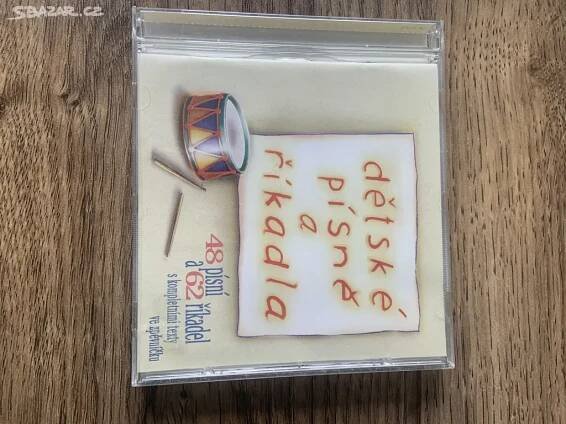 SBAZAR.CZ
dětské
písně
a
říkadla
48 písní
a 62 říkadel
s kompletními texty
ve zpěvníčku